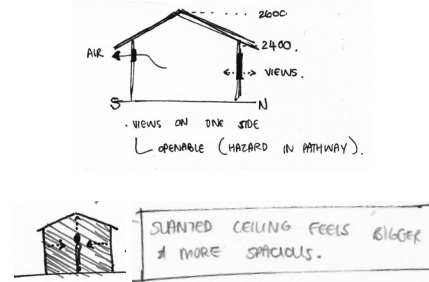 2600
2400.
AIR
VIEWS.
S N
. VIEWS ON ONE SIDE
OPENABLE (HAZARD IN PATHWAY).
SLANTED CEILING FEELS BIGGER
& MORE SPACIOUS.